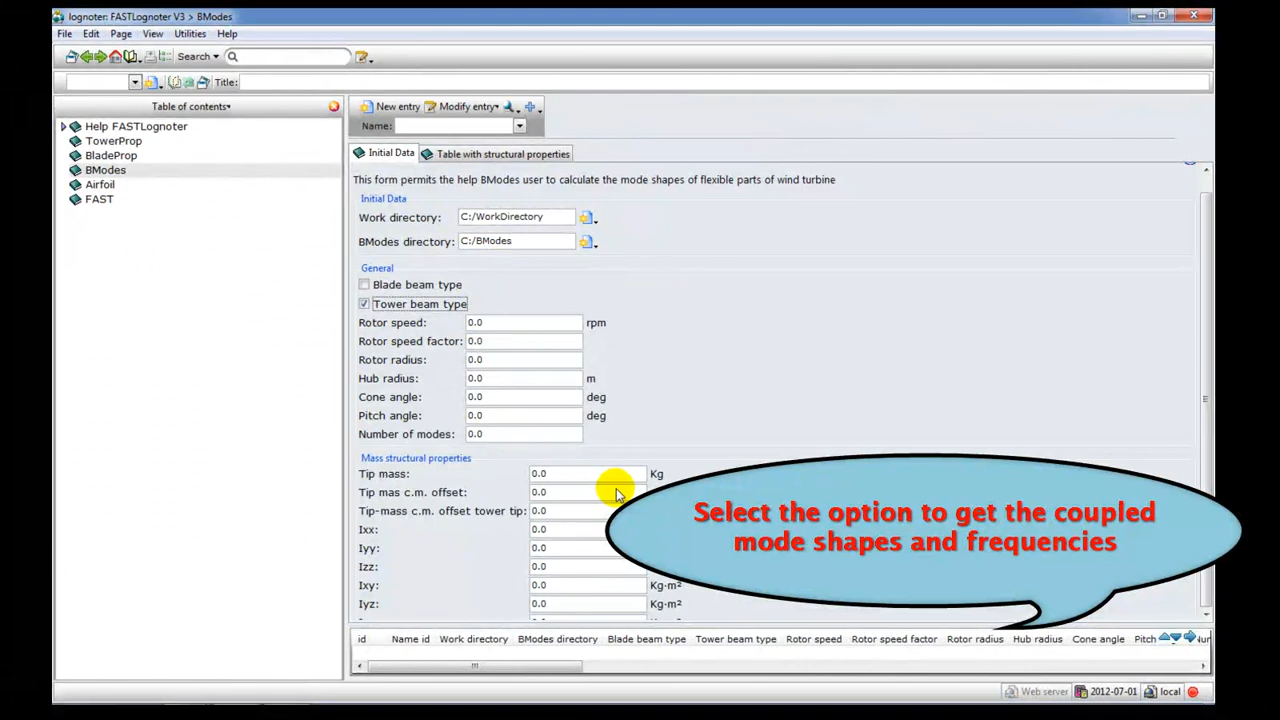 lognoter: FASTLognoter V3 > BModes
File Edit Page View Utilities Help
Search
Title:
Table of contents
Help FASTLognoter
TowerProp
BladeProp
BModes
Airfoil
FAST
New entry Modify entry
Name:
Initial Data Table with structural properties
This form permits the help BModes user to calculate the mode shapes of flexible parts of wind turbine
Initial Data
Work directory: C:/WorkDirectory
BModes directory: C:/BModes
General
Blade beam type
Tower beam type
Rotor speed: 0.0 rpm
Rotor speed factor: 0.0
Rotor radius: 0.0
Hub radius: 0.0 m
Cone angle: 0.0 deg
Pitch angle: 0.0 deg
Number of modes: 0.0
Mass structural properties
Tip mass: 0.0 Kg
Tip mas c.m. offset: 0.0
Tip-mass c.m. offset tower tip: 0.0
Ixx: 0.0
Iyy: 0.0
Izz: 0.0
Ixy: 0.0 Kg·m²
Iyz: 0.0 Kg·m²
Select the option to get the coupled
mode shapes and frequencies
id Name id Work directory BModes directory Blade beam type Tower beam type Rotor speed Rotor speed factor Rotor radius Hub radius Cone angle Pitch
Web server 2012-07-01 local